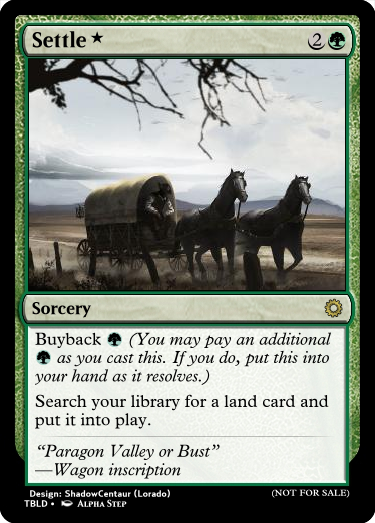 Settle ★ 2
Sorcery
Buyback (You may pay an additional
as you cast this. If you do, put this into
your hand as it resolves.)
Search your library for a land card and
put it into play.
“Paragon Valley or Bust”
—Wagon inscription
Design: ShadowCentaur (Lorado) (NOT FOR SALE)
TBLD • ALPHA STEP